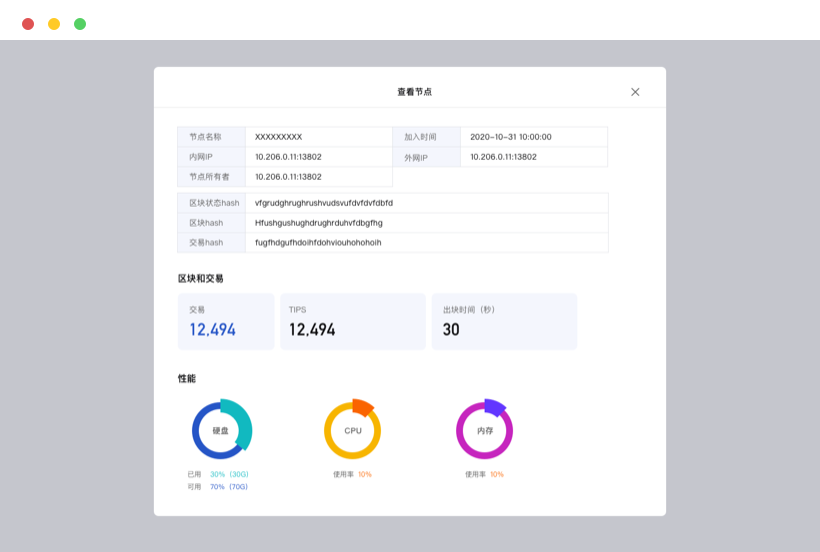 查看节点
节点名称 XXXXXXXXX 加入时间 2020-10-31 10:00:00
内网IP 10.206.0.11:13802 外网IP 10.206.0.11:13802
节点所有者 10.206.0.11:13802
区块状态hash vfgrudghrughrushvudsvufdvfdvfdbfd
区块hash Hfushgushughdrughrduhvfdbgfhg
交易hash fugfhdgufhdoihfdohviouhohohoih
区块和交易
交易 TIPS 出块时间（秒）
12,494 12,494 30
性能
硬盘 CPU 内存
已用 30%（30G） 使用率 10% 使用率 10%
可用 70%（70G）